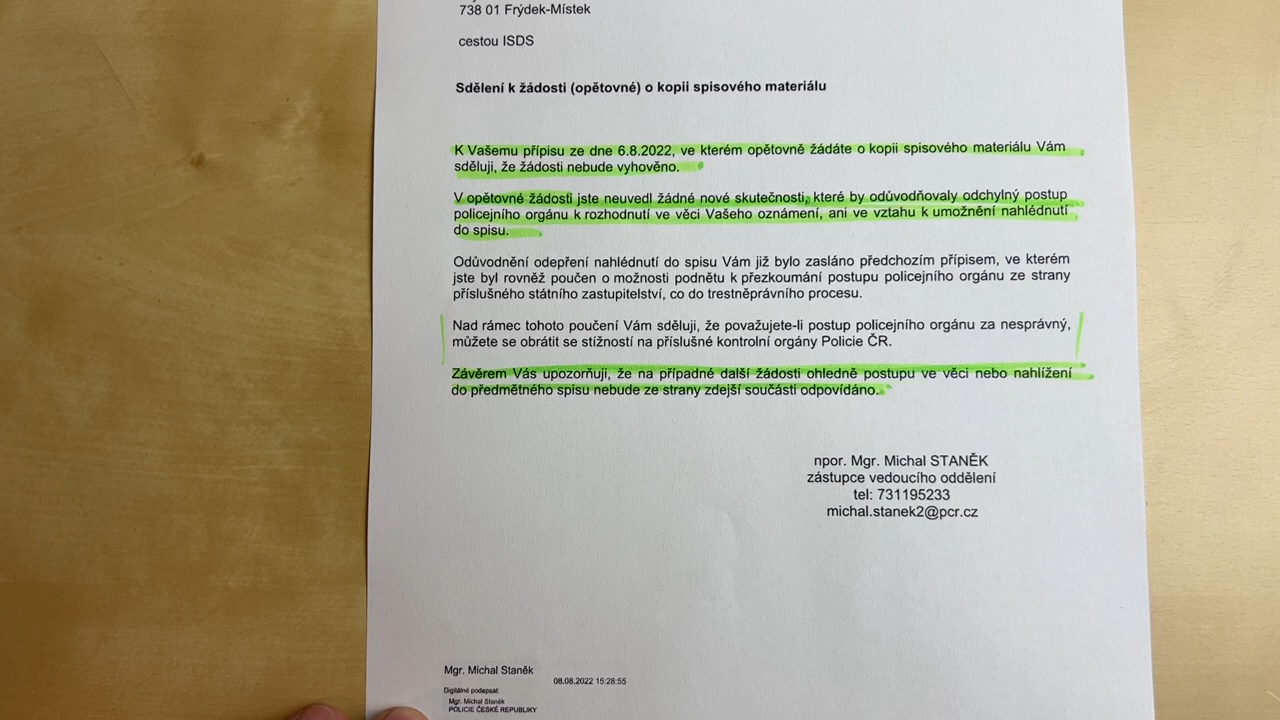 738 01 Frýdek-Místek
cestou ISDS
Sdělení k žádosti (opětovné) o kopii spisového materiálu
K Vašemu přípisu ze dne 6.8.2022, ve kterém opětovně žádáte o kopii spisového materiálu Vám
sděluji, že žádosti nebude vyhověno.
V opětovné žádosti jste neuvedl žádné nové skutečnosti, které by odůvodňovaly odchylný postup
policejního orgánu k rozhodnutí ve věci Vašeho oznámení, ani ve vztahu k umožnění nahlédnutí
do spisu.
Odůvodnění odepření nahlédnutí do spisu Vám již bylo zasláno předchozím přípisem, ve kterém
jste byl rovněž poučen o možnosti podnětu k přezkoumání postupu policejního orgánu ze strany
příslušného státního zastupitelství, co do trestněprávního procesu.
Nad rámec tohoto poučení Vám sděluji, že považujete-li postup policejního orgánu za nesprávný,
můžete se obrátit se stížností na příslušné kontrolní orgány Policie ČR.
Závěrem Vás upozorňuji, že na případné další žádosti ohledně postupu ve věci nebo nahlížení
do předmětného spisu nebude ze strany zdejší součásti odpovídáno.
npor. Mgr. Michal STANĚK
zástupce vedoucího oddělení
tel: 731195233
michal.stanek2@pcr.cz
Mgr. Michal Staněk
08.08.2022 15:28:55
Digitálně podepsal:
Mgr. Michal Staněk
POLICIE ČESKÉ REPUBLIKY